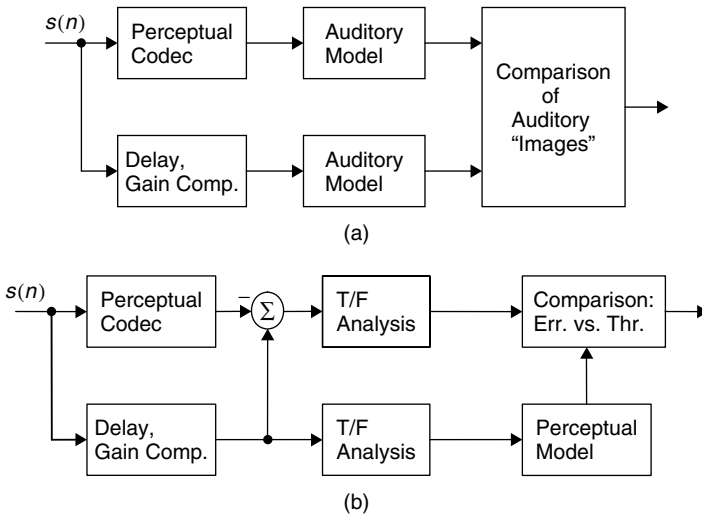 s(n)
Perceptual
Codec
Auditory
Model
Comparison
of
Auditory
“Images”
Delay,
Gain Comp.
Auditory
Model
(a)
s(n)
Perceptual
Codec
–
Σ
T/F
Analysis
Comparison:
Err. vs. Thr.
Delay,
Gain Comp.
T/F
Analysis
Perceptual
Model
(b)